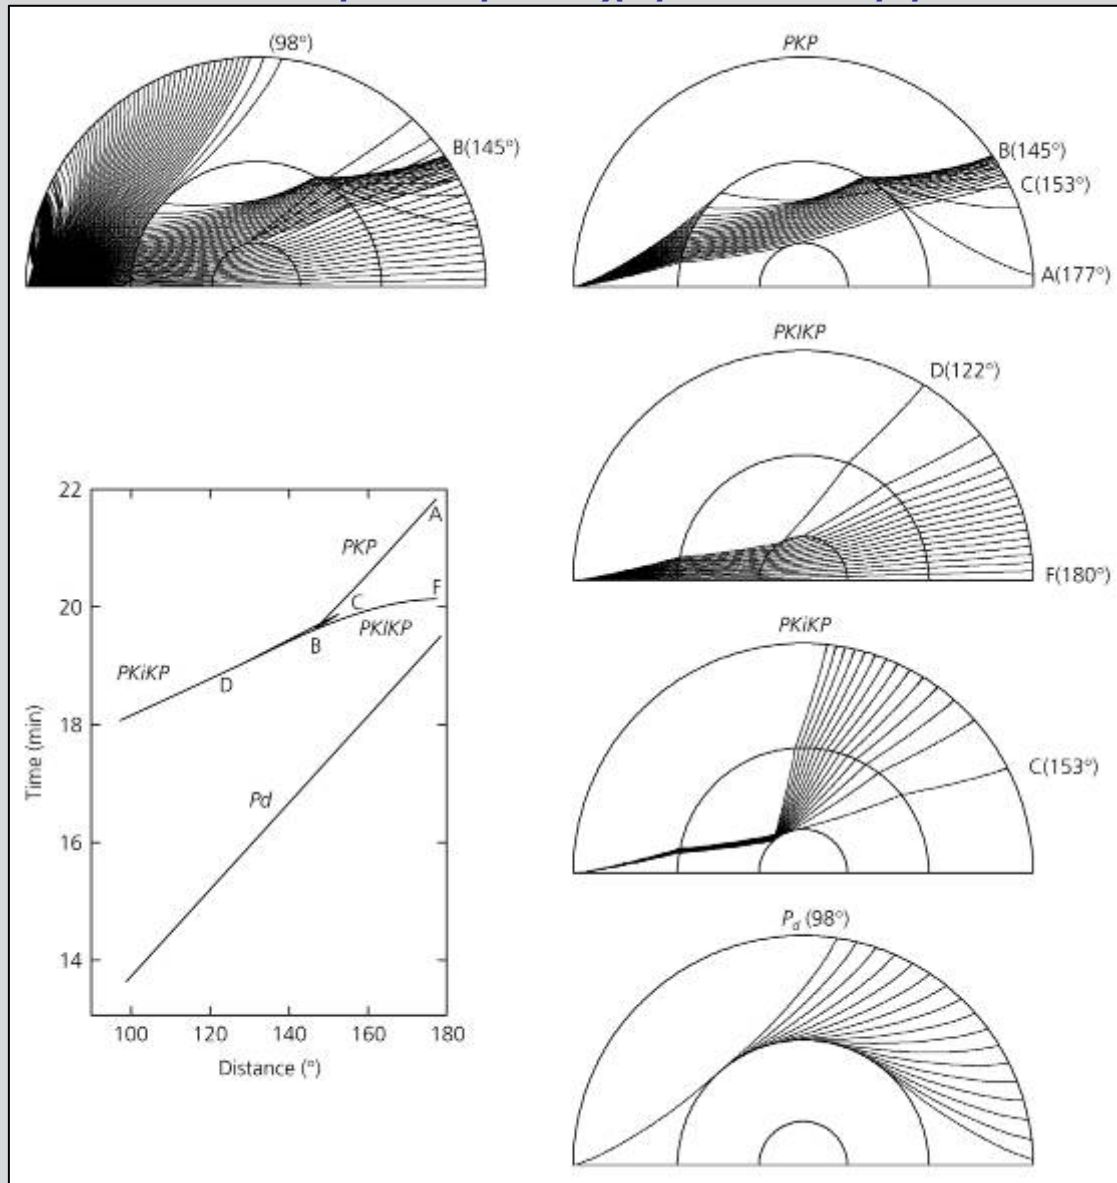 (98°)
B(145°)
PKP
B(145°)
C(153°)
A(177°)
PKIKP
D(122°)
F(180°)
PKiKP
C(153°)
P_d (98°)
22
20
18
16
14
Time (min)
100 120 140 160 180
Distance (°)
A
PKP
F
C
PKIKP
B
PKiKP
D
Pd